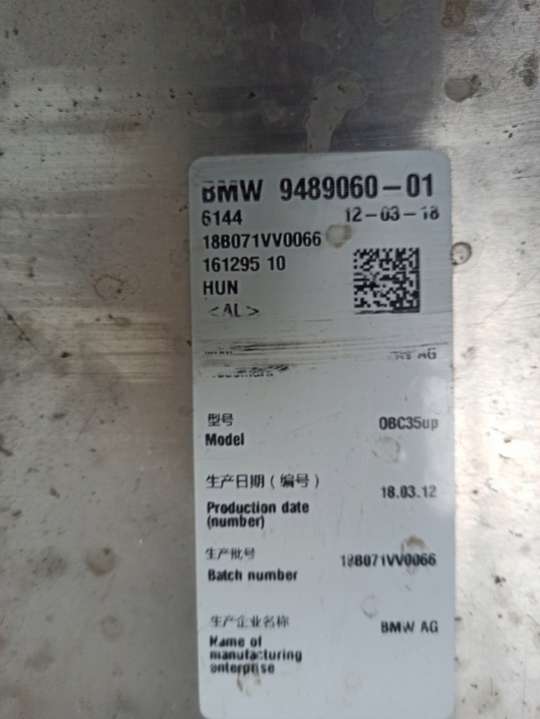 BMW 9489060-01
6144 12-03-18
18B071VV0066
161295 10
HUN
<AL>
AG
型号 OBC35up
Model
生产日期(编号) 18.03.12
Production date
(number)
生产批号 18B071VV0066
Batch number
生产企业名称 BMW AG
Name of
manufacturing
enterprise